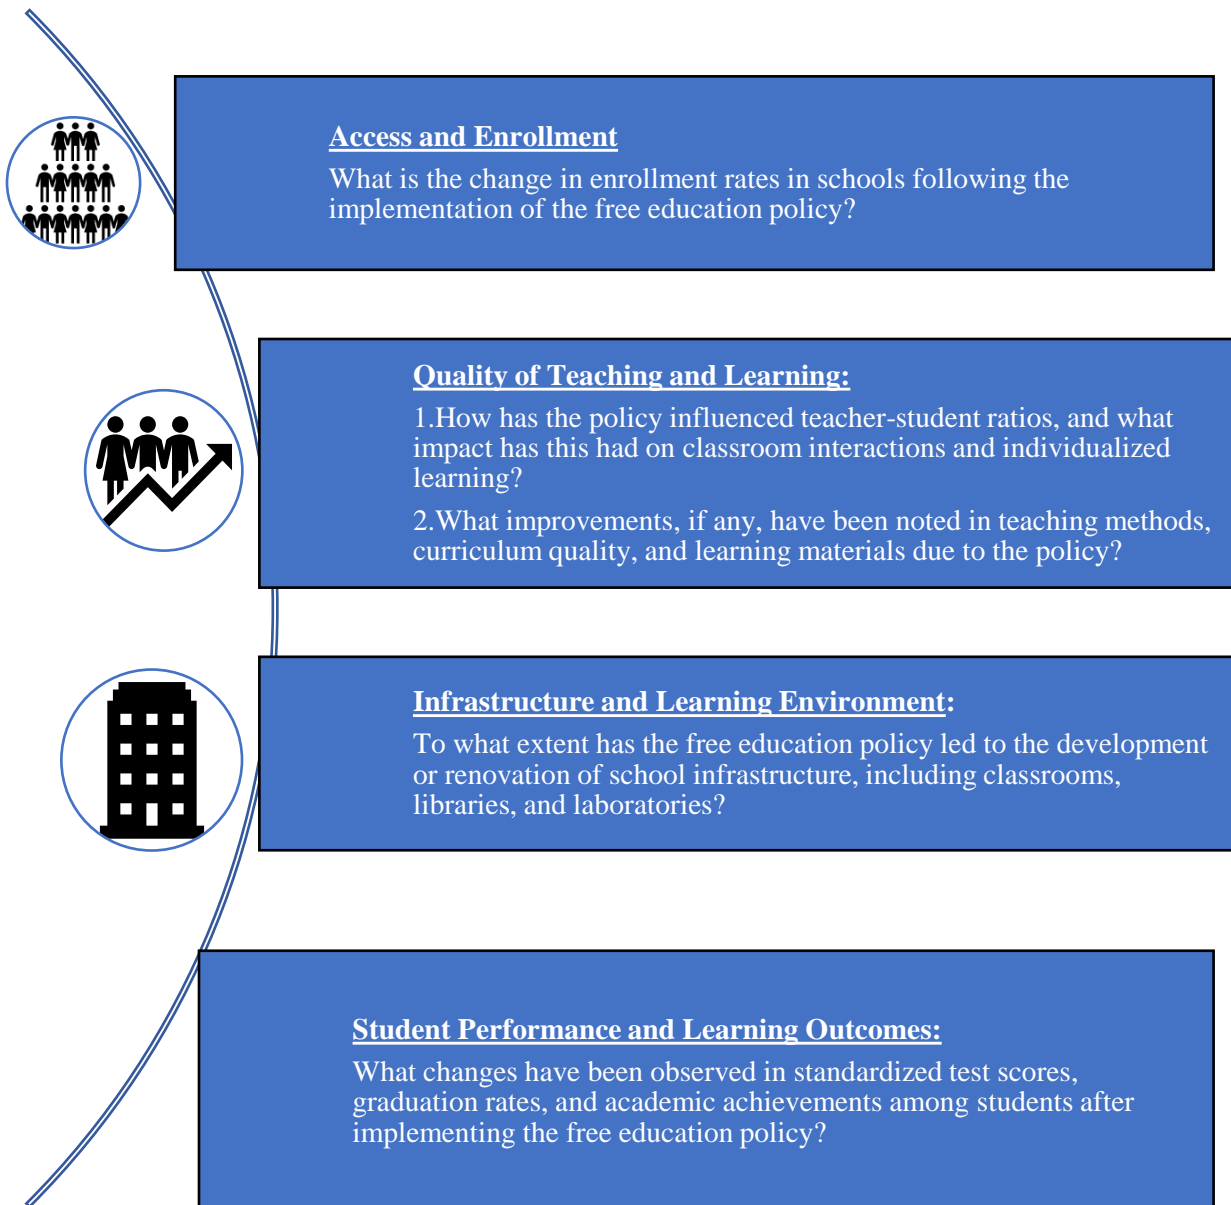 Access and Enrollment
What is the change in enrollment rates in schools following the
implementation of the free education policy?
Quality of Teaching and Learning:
1.How has the policy influenced teacher-student ratios, and what
impact has this had on classroom interactions and individualized
learning?
2.What improvements, if any, have been noted in teaching methods,
curriculum quality, and learning materials due to the policy?
Infrastructure and Learning Environment:
To what extent has the free education policy led to the development
or renovation of school infrastructure, including classrooms,
libraries, and laboratories?
Student Performance and Learning Outcomes:
What changes have been observed in standardized test scores,
graduation rates, and academic achievements among students after
implementing the free education policy?